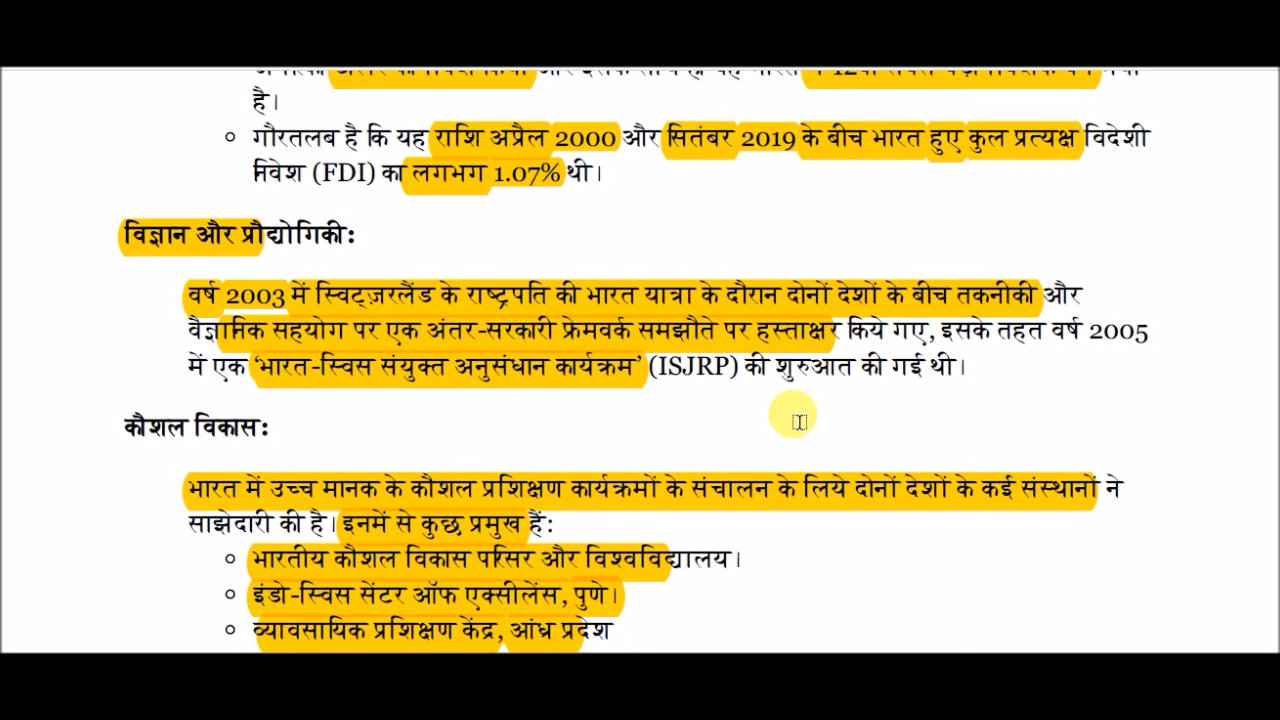 है।
गौरतलब है कि यह राशि अप्रैल 2000 और सितंबर 2019 के बीच भारत हुए कुल प्रत्यक्ष विदेशी
निवेश (FDI) का लगभग 1.07% थी।
विज्ञान और प्रौद्योगिकी:
वर्ष 2003 में स्विट्ज़रलैंड के राष्ट्रपति की भारत यात्रा के दौरान दोनों देशों के बीच तकनीकी और
वैज्ञानिक सहयोग पर एक अंतर-सरकारी फ्रेमवर्क समझौते पर हस्ताक्षर किये गए, इसके तहत वर्ष 2005
में एक ‘भारत-स्विस संयुक्त अनुसंधान कार्यक्रम’ (ISJRP) की शुरुआत की गई थी।
कौशल विकास:
भारत में उच्च मानक के कौशल प्रशिक्षण कार्यक्रमों के संचालन के लिये दोनों देशों के कई संस्थानों ने
साझेदारी की है। इनमें से कुछ प्रमुख हैं:
भारतीय कौशल विकास परिसर और विश्वविद्यालय।
इंडो-स्विस सेंटर ऑफ एक्सीलेंस, पुणे।
व्यावसायिक प्रशिक्षण केंद्र, आंध प्रदेश